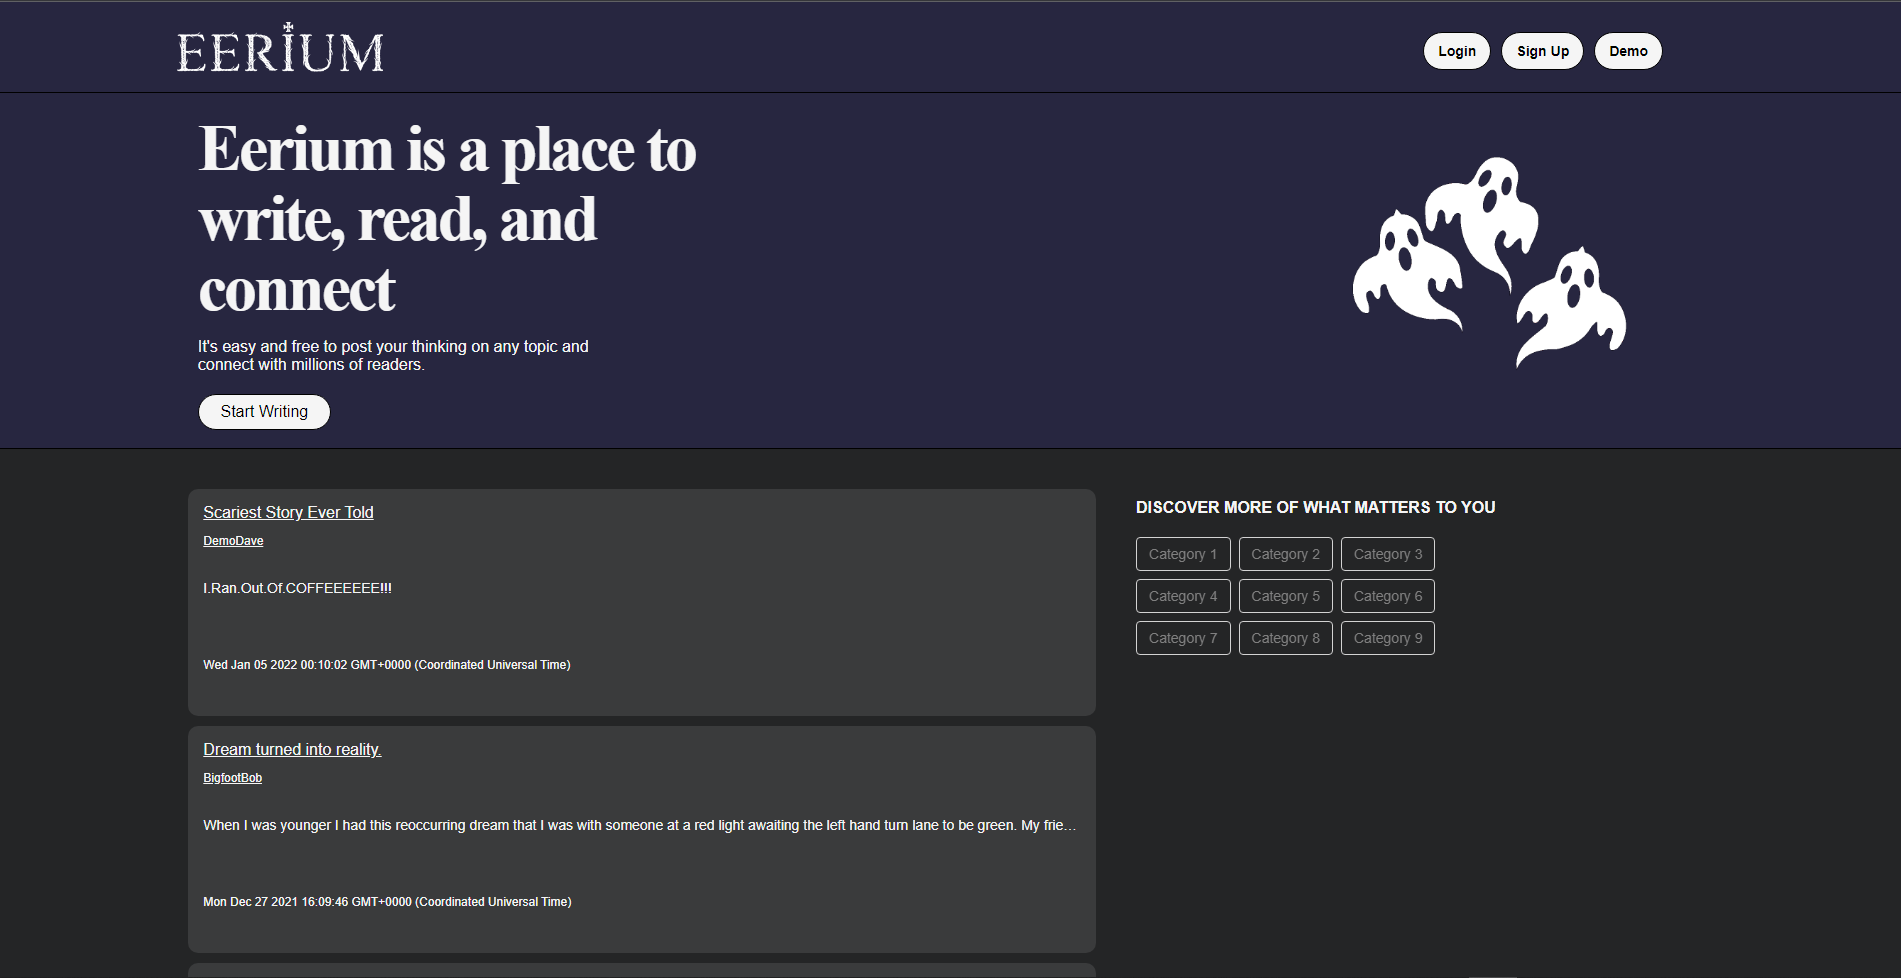 EERIUM
Login
Sign Up
Demo
Eerium is a place to
write, read, and
connect
It's easy and free to post your thinking on any topic and
connect with millions of readers.
Start Writing
Scariest Story Ever Told
DemoDave
I.Ran.Out.Of.COFFEEEEEE!!!
Wed Jan 05 2022 00:10:02 GMT+0000 (Coordinated Universal Time)
Dream turned into reality.
BigfootBob
When I was younger I had this reoccurring dream that I was with someone at a red light awaiting the left hand turn lane to be green. My frie...
Mon Dec 27 2021 16:09:46 GMT+0000 (Coordinated Universal Time)
DISCOVER MORE OF WHAT MATTERS TO YOU
Category 1
Category 2
Category 3
Category 4
Category 5
Category 6
Category 7
Category 8
Category 9